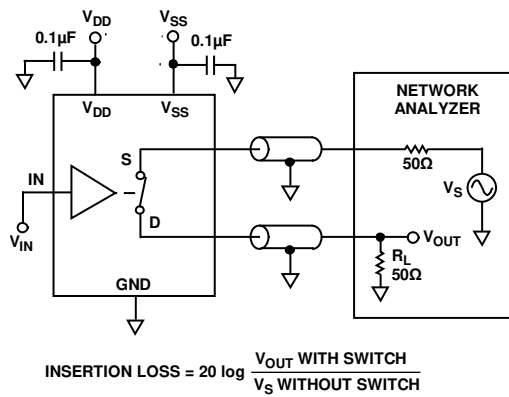 V_DD
V_SS
0.1µF
0.1µF
V_DD
V_SS
NETWORK
ANALYZER
S
50Ω
IN
V_S
D
V_IN
V_OUT
R_L
50Ω
GND
INSERTION LOSS = 20 log V_OUT WITH SWITCH
V_S WITHOUT SWITCH